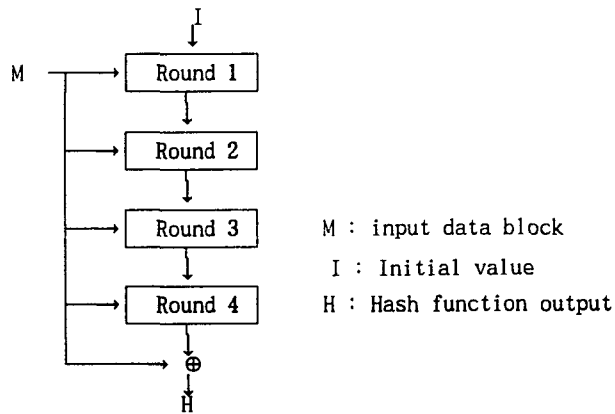 I
M
Round 1
Round 2
Round 3
Round 4
⊕
H
M : input data block
I : Initial value
H : Hash function output